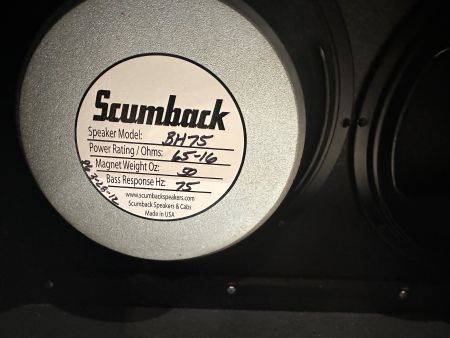 Scumback
Speaker Model: BH75
Power Rating / Ohms: 65-16
Magnet Weight Oz: 50
Bass Response Hz: 75
www.scumbackspeakers.com
Scumback Speakers & Cabs
Made in USA